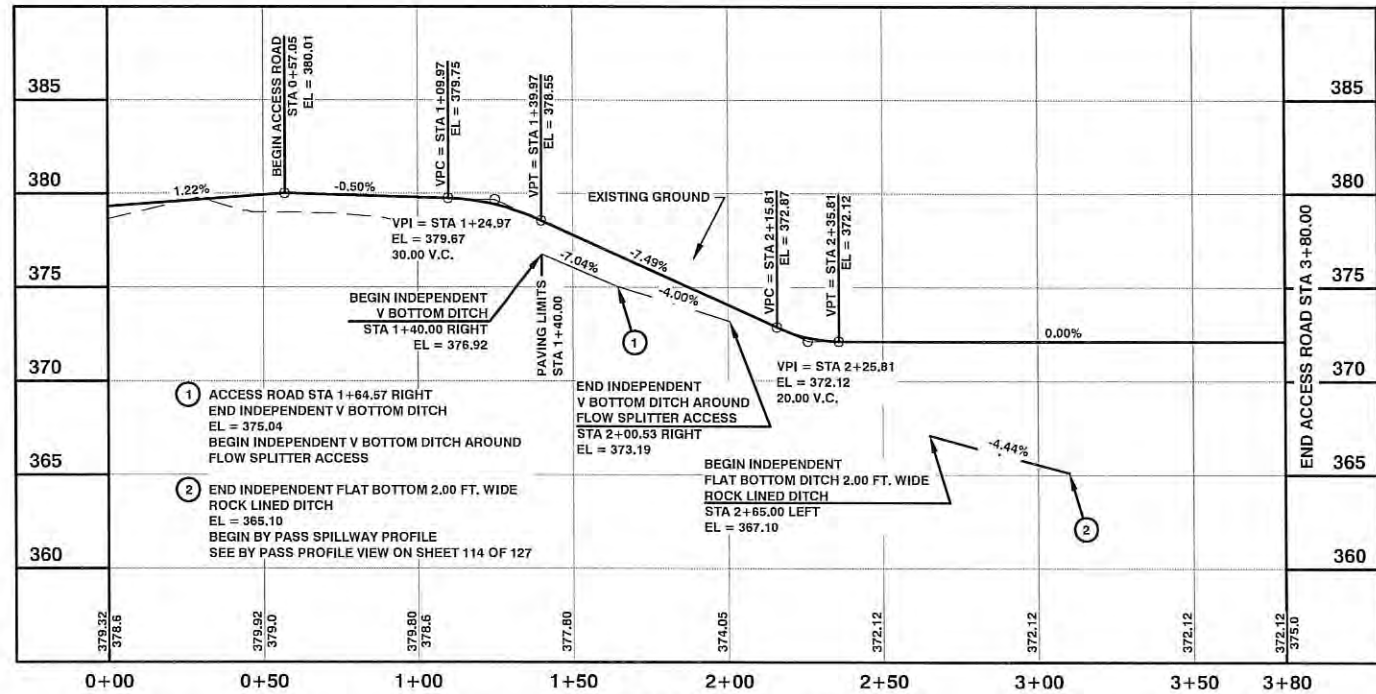 385
380
375
370
365
360
385
380
375
370
365
360
1.22%
BEGIN ACCESS ROAD
STA 0+57.05
EL = 380.01
-0.50%
VPC = STA 1+09.97
EL = 379.75
VPI = STA 1+24.97
EL = 379.67
30.00 V.C.
VPT = STA 1+39.97
EL = 378.55
EXISTING GROUND
-7.49%
-7.04%
-4.00%
VPC = STA 2+15.81
EL = 372.87
VPT = STA 2+35.81
EL = 372.12
VPI = STA 2+25.81
EL = 372.12
20.00 V.C.
0.00%
END ACCESS ROAD STA 3+80.00
BEGIN INDEPENDENT
V BOTTOM DITCH
STA 1+40.00 RIGHT
EL = 376.92
PAVING LIMITS
STA 1+40.00
1
END INDEPENDENT
V BOTTOM DITCH AROUND
FLOW SPLITTER ACCESS
STA 2+00.53 RIGHT
EL = 373.19
BEGIN INDEPENDENT
FLAT BOTTOM DITCH 2.00 FT. WIDE
ROCK LINED DITCH
STA 2+65.00 LEFT
EL = 367.10
-4.44%
2
1 ACCESS ROAD STA 1+64.57 RIGHT
END INDEPENDENT V BOTTOM DITCH
EL = 375.04
BEGIN INDEPENDENT V BOTTOM DITCH AROUND
FLOW SPLITTER ACCESS
2 END INDEPENDENT FLAT BOTTOM 2.00 FT. WIDE
ROCK LINED DITCH
EL = 365.10
BEGIN BY PASS SPILLWAY PROFILE
SEE BY PASS PROFILE VIEW ON SHEET 114 OF 127
379.32
378.6
379.92
379.0
379.80
378.6
377.80
374.05
372.12
372.12
372.12
372.12
375.0
0+00
0+50
1+00
1+50
2+00
2+50
3+00
3+50
3+80